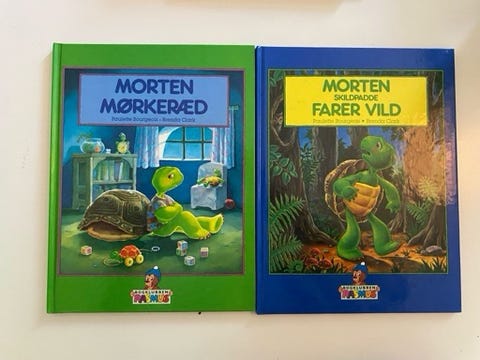 MORTEN
MØRKERÆD
Paulette Bourgeois • Brenda Clark
BOGKLUBBEN
RASMUS
MORTEN
SKILDPADDE
FARER VILD
Paulette Bourgeois • Brenda Clark
BOGKLUBBEN
RASMUS